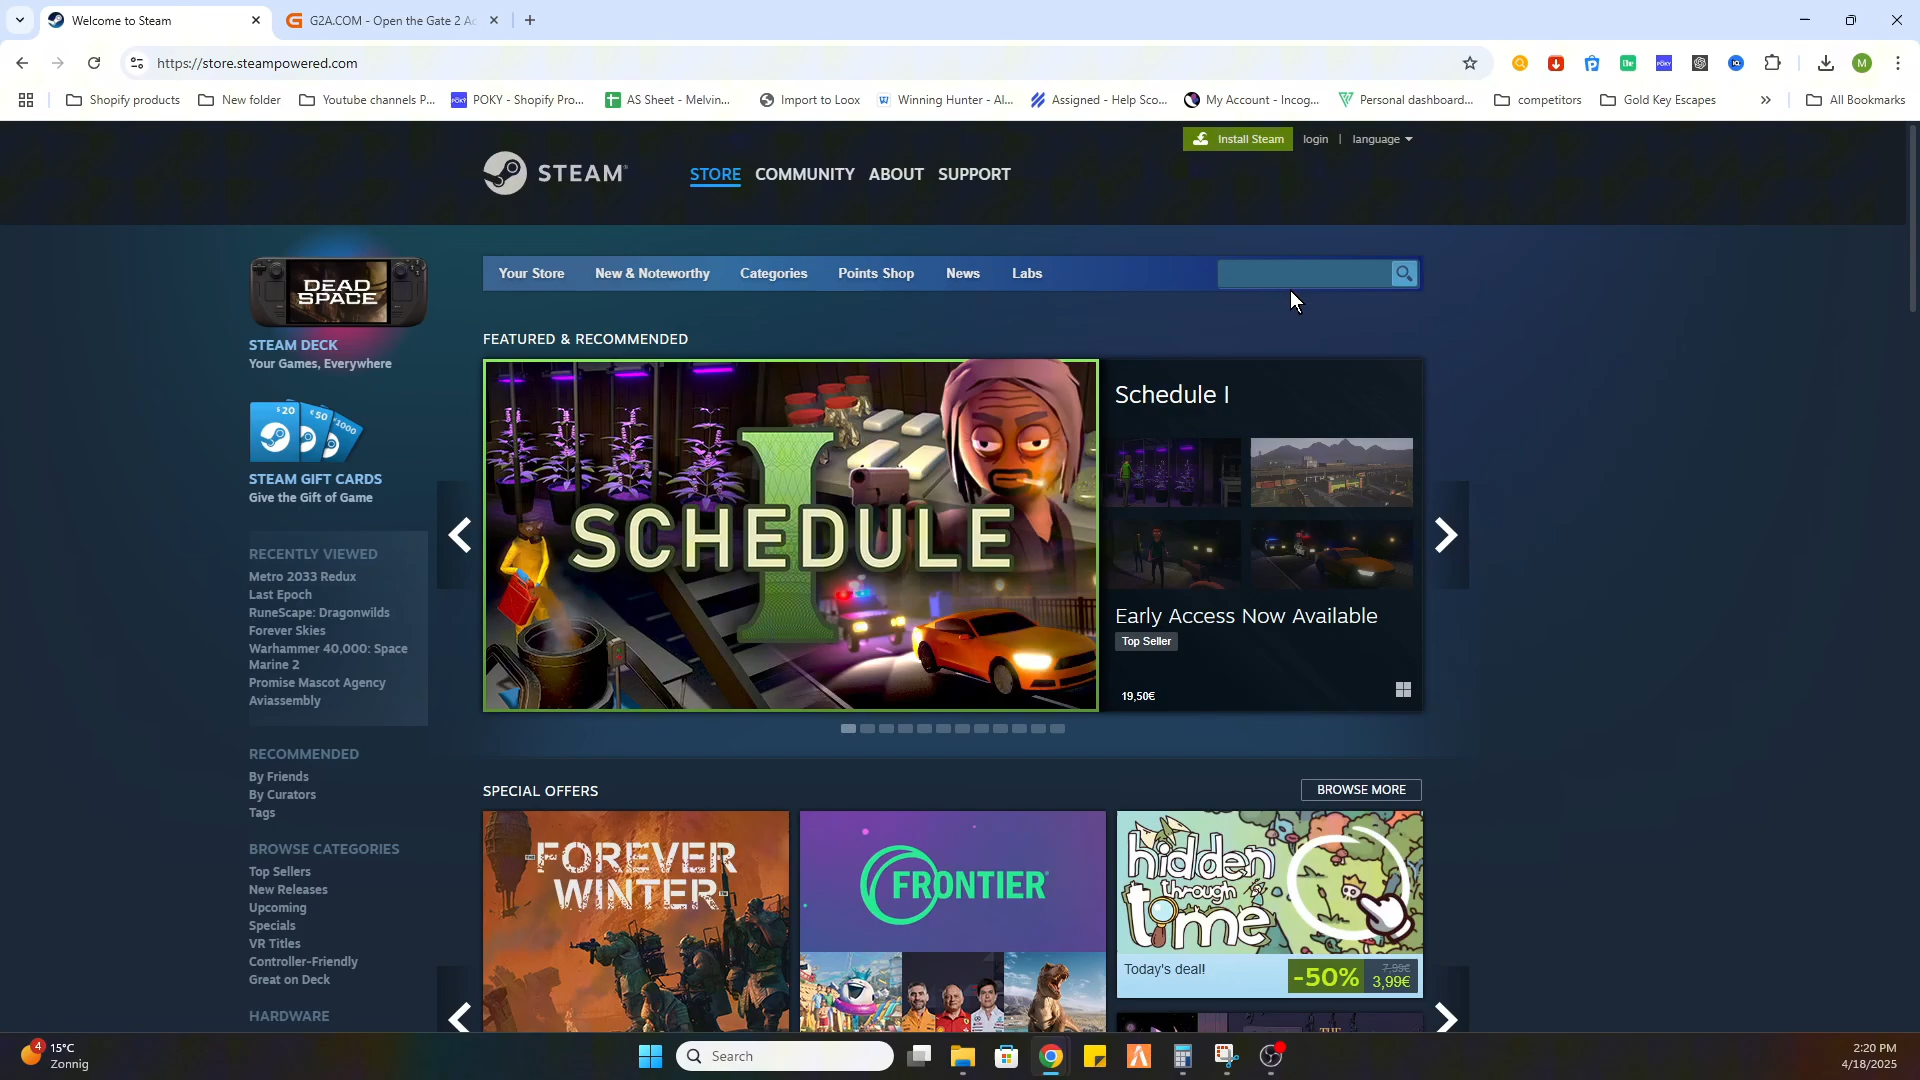 Welcome to Steam
G2A.COM - Open the Gate 2 Ac
https://store.steampowered.com
Shopify products
New folder
Youtube channels P...
POKY - Shopify Pro...
AS Sheet - Melvin...
Import to Loox
Winning Hunter - Al...
Assigned - Help Sco...
My Account - Incog...
Personal dashboard...
competitors
Gold Key Escapes
All Bookmarks
Install Steam
login
language
STEAM
STORE
COMMUNITY
ABOUT
SUPPORT
Your Store
New & Noteworthy
Categories
Points Shop
News
Labs
DEAD
SPACE
STEAM DECK
Your Games, Everywhere
$20
€50
1000
STEAM GIFT CARDS
Give the Gift of Game
RECENTLY VIEWED
Metro 2033 Redux
Last Epoch
RuneScape: Dragonwilds
Forever Skies
Warhammer 40,000: Space
Marine 2
Promise Mascot Agency
Aviassembly
RECOMMENDED
By Friends
By Curators
Tags
BROWSE CATEGORIES
Top Sellers
New Releases
Upcoming
Specials
VR Titles
Controller-Friendly
Great on Deck
HARDWARE
FEATURED & RECOMMENDED
SCHEDULE
I
Schedule I
Early Access Now Available
Top Seller
19,50€
SPECIAL OFFERS
BROWSE MORE
FOREVER
WINTER
FRONTIER
hidden
through
time
Today's deal!
-50%
7,99€
3,99€
4
15°C
Zonnig
Search
2:20 PM
4/18/2025